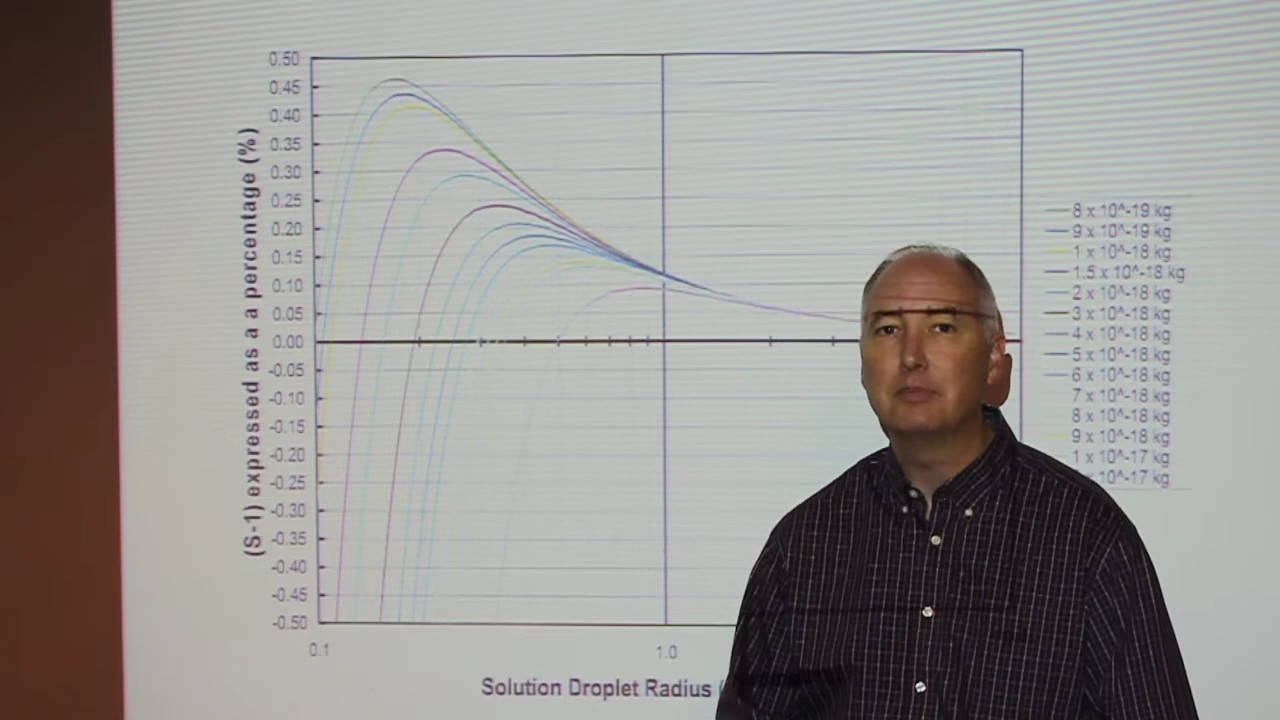 (S-1) expressed as a a percentage (%)
0.50
0.45
0.40
0.35
0.30
0.25
0.20
0.15
0.10
0.05
0.00
-0.05
-0.10
-0.15
-0.20
-0.25
-0.30
-0.35
-0.40
-0.45
-0.50
0.1
1.0
Solution Droplet Radius (
8 x 10^-19 kg
9 x 10^-19 kg
1 x 10^-18 kg
1.5 x 10^-18 kg
2 x 10^-18 kg
3 x 10^-18 kg
4 x 10^-18 kg
5 x 10^-18 kg
6 x 10^-18 kg
7 x 10^-18 kg
8 x 10^-18 kg
9 x 10^-18 kg
1 x 10^-17 kg
10^-17 kg